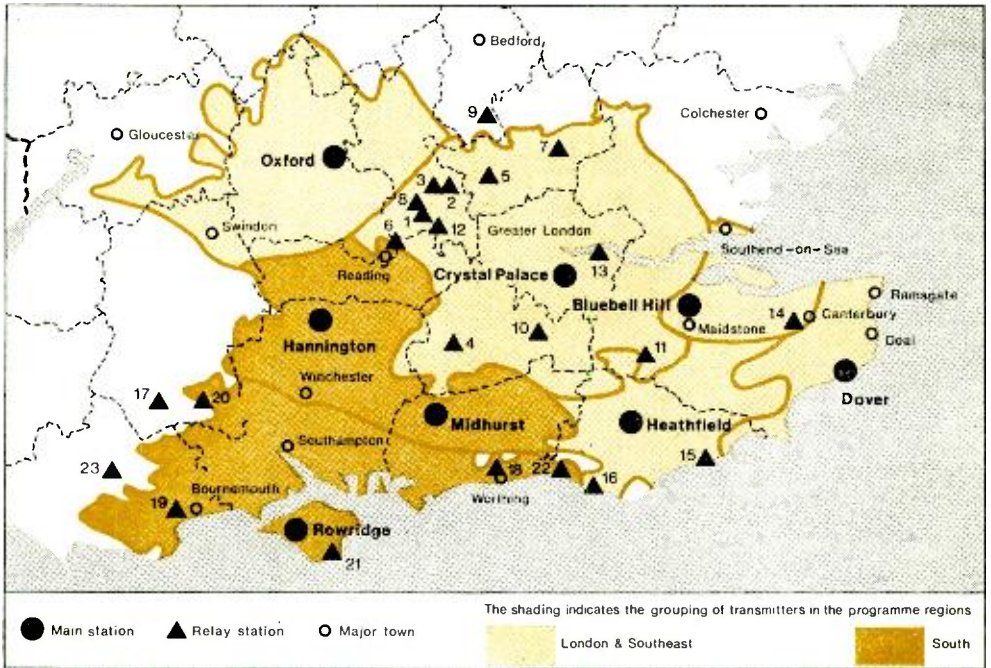 Bedford
Colchester
9
Gloucester
7
Oxford
5
3
2
8
1
12
Swindon
Greater London
6
Southend-on-Sea
Reading
Crystal Palace
13
Ramsgate
Bluebell Hill
14
Canterbury
Maidstone
Deal
10
Hannington
4
11
Winchester
Dover
17
20
Midhurst
Heathfield
Southampton
15
23
18
22
16
Bournemouth
Worthing
19
Rowridge
21
The shading indicates the grouping of transmitters in the programme regions
Main station
Relay station
Major town
London & Southeast
South